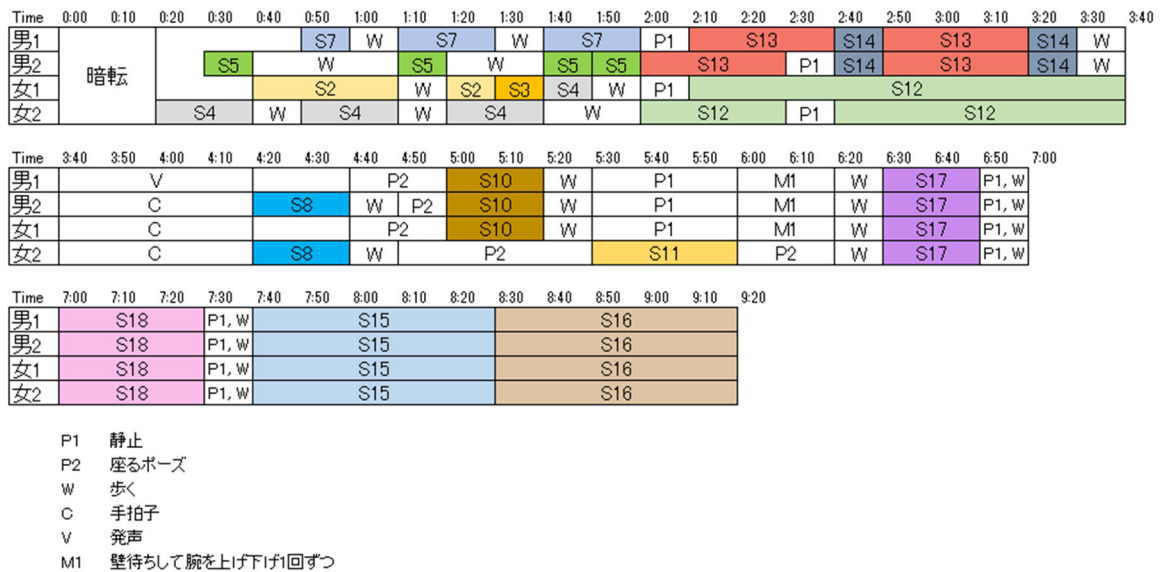 Time 0:00 0:10 0:20 0:30 0:40 0:50 1:00 1:10 1:20 1:30 1:40 1:50 2:00 2:10 2:20 2:30 2:40 2:50 3:00 3:10 3:20 3:30 3:40
男1 S7 W S7 W S7 P1 S13 S14 S13 S14 W
男2 暗転 S5 W S5 W S5 S5 S13 P1 S14 S13 S14 W
女1 S2 W S2 S3 S4 W P1 S12
女2 S4 W S4 W S4 W S12 P1 S12
Time 3:40 3:50 4:00 4:10 4:20 4:30 4:40 4:50 5:00 5:10 5:20 5:30 5:40 5:50 6:00 6:10 6:20 6:30 6:40 6:50 7:00
男1 V P2 S10 W P1 M1 W S17 P1, W
男2 C S8 W P2 S10 W P1 M1 W S17 P1, W
女1 C P2 S10 W P1 M1 W S17 P1, W
女2 C S8 W P2 S11 P2 W S17 P1, W
Time 7:00 7:10 7:20 7:30 7:40 7:50 8:00 8:10 8:20 8:30 8:40 8:50 9:00 9:10 9:20
男1 S18 P1, W S15 S16
男2 S18 P1, W S15 S16
女1 S18 P1, W S15 S16
女2 S18 P1, W S15 S16
P1 静止
P2 座るポーズ
W 歩く
C 手拍子
V 発声
M1 壁待ちして腕を上げ下げ1回ずつ